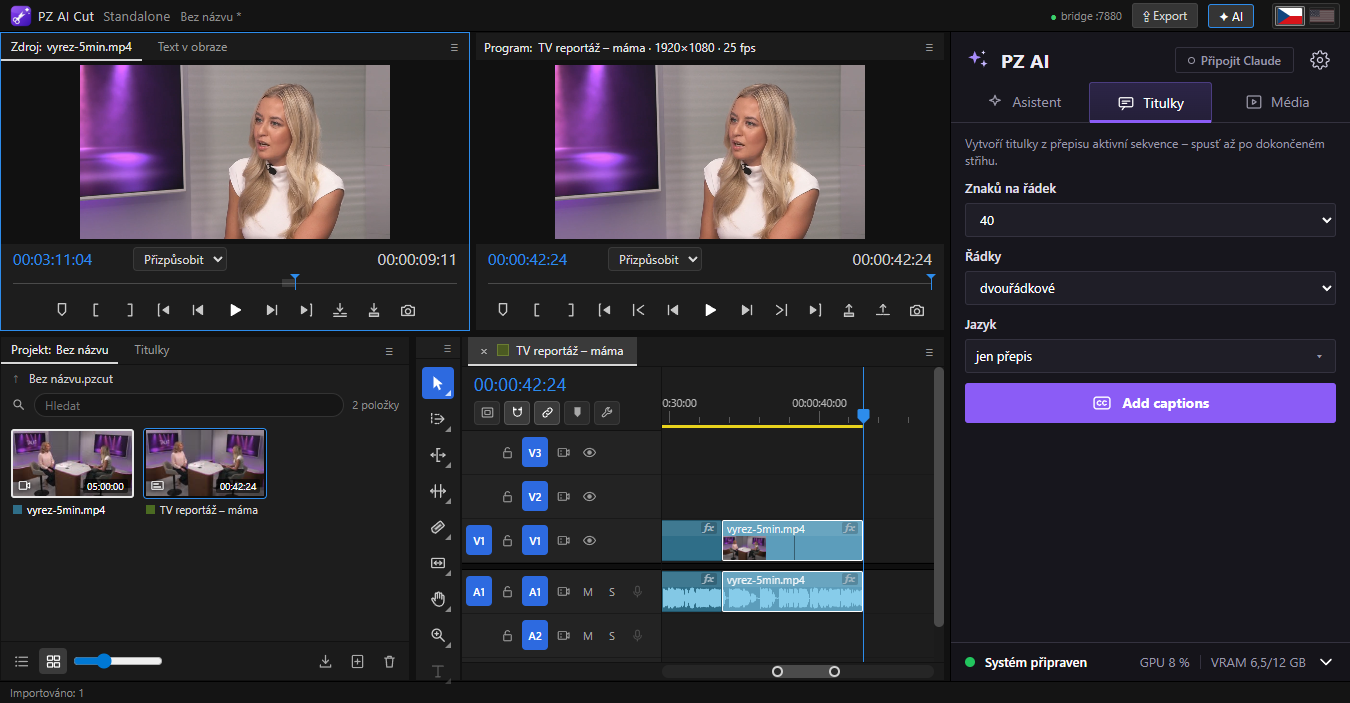 PZ AI Cut Standalone Bez názvu *
bridge :7880
Export
AI
Zdroj: vyrez-5min.mp4
Text v obraze
00:03:11:04
Přizpůsobit
00:00:09:11
Program: TV reportáž – máma · 1920×1080 · 25 fps
00:00:42:24
Přizpůsobit
00:00:42:24
PZ AI
Připojit Claude
Asistent
Titulky
Média
Vytvoří titulky z přepisu aktivní sekvence – spusť až po dokončeném
střihu.
Znaků na řádek
40
Řádky
dvouřádkové
Jazyk
jen přepis
CC Add captions
Projekt: Bez názvu
Titulky
↑ Bez názvu.pzcut
Hledat
2 položky
05:00:00
vyrez-5min.mp4
00:42:24
TV reportáž – máma
× TV reportáž – máma
00:00:42:24
0:30:00
00:00:40:00
V3
V2
V1 V1
fx
vyrez-5min.mp4
fx
A1 A1 M S
fx
vyrez-5min.mp4
fx
A2 M S
T
Systém připraven
GPU 8 %
VRAM 6,5/12 GB
Importováno: 1